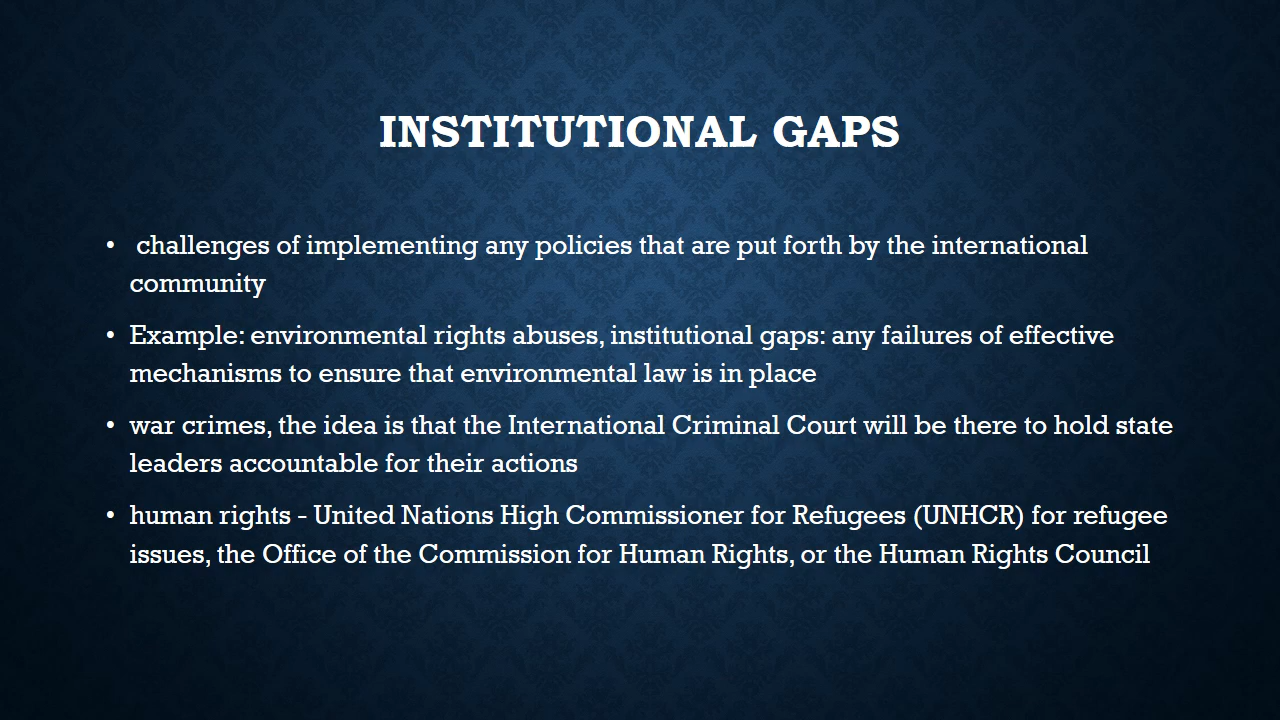 INSTITUTIONAL GAPS
• challenges of implementing any policies that are put forth by the international
community
• Example: environmental rights abuses, institutional gaps: any failures of effective
mechanisms to ensure that environmental law is in place
• war crimes, the idea is that the International Criminal Court will be there to hold state
leaders accountable for their actions
• human rights - United Nations High Commissioner for Refugees (UNHCR) for refugee
issues, the Office of the Commission for Human Rights, or the Human Rights Council